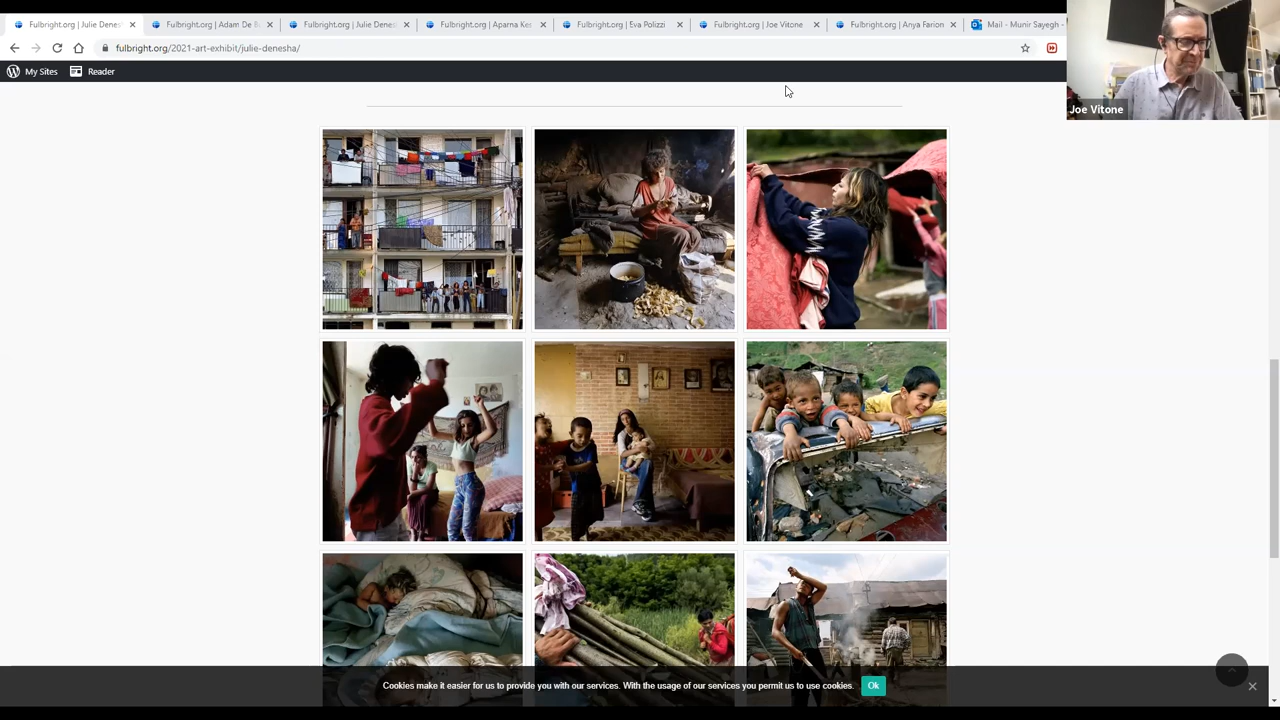 Fulbright.org | Julie Denes
Fulbright.org | Adam De B
Fulbright.org | Julie Denes
Fulbright.org | Aparna Ke
Fulbright.org | Eva Polizzi
Fulbright.org | Joe Vitone
Fulbright.org | Anya Farion
Mail - Munir Sayegh -
fulbright.org/2021-art-exhibit/julie-denesha/
My Sites
Reader
Joe Vitone
Cookies make it easier for us to provide you with our services. With the usage of our services you permit us to use cookies.
Ok